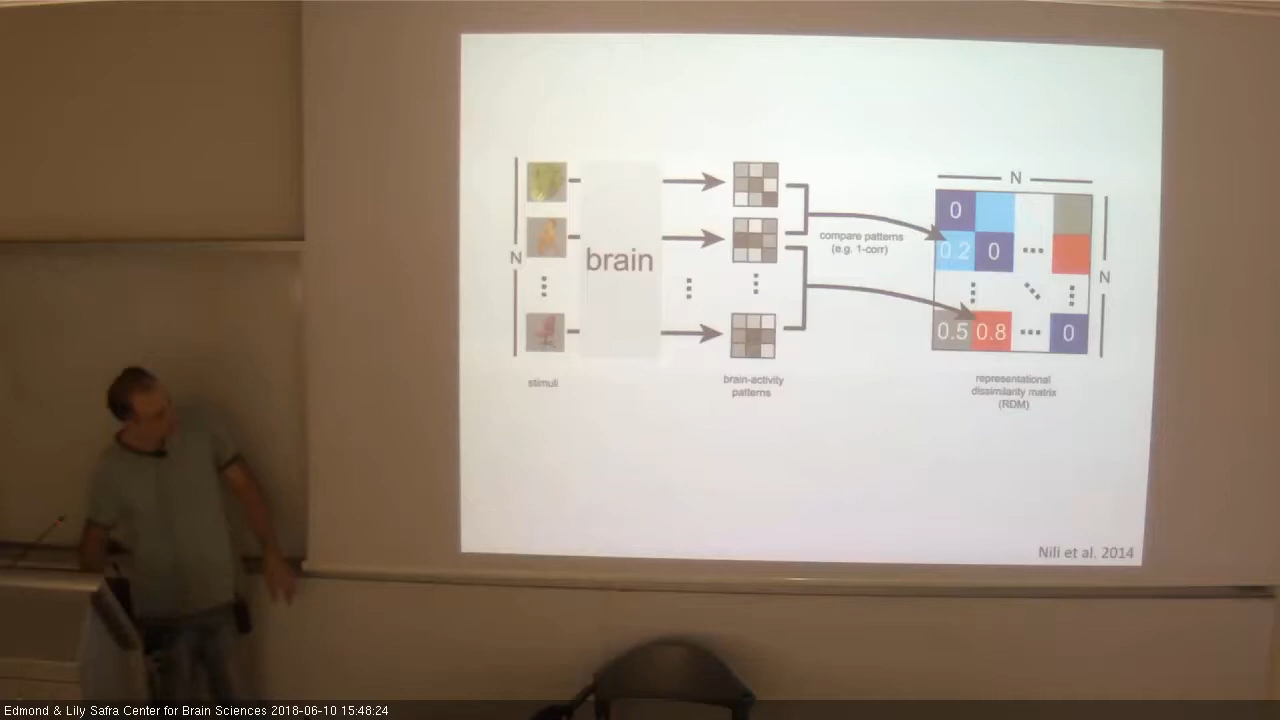 N
N
brain
stimuli
brain-activity
patterns
compare patterns
(e.g. 1-corr)
N
0
0.2 0
0.5 0.8 0
representational
dissimilarity matrix
(RDM)
Nili et al. 2014
Edmond & Lily Safra Center for Brain Sciences 2018-06-10 15:48:24